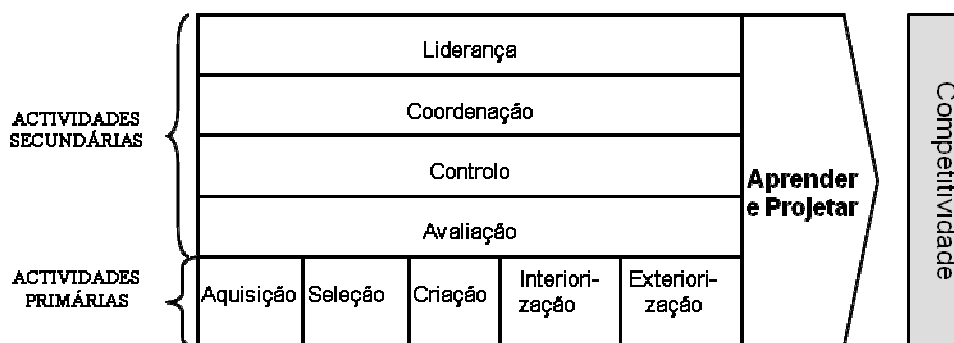 Liderança
Coordenação
Controlo
Avaliação
ACTIVIDADES
SECUNDÁRIAS
ACTIVIDADES
PRIMÁRIAS
Aquisição
Seleção
Criação
Interiori-
zação
Exteriori-
zação
Aprender
e Projetar
Competitividade